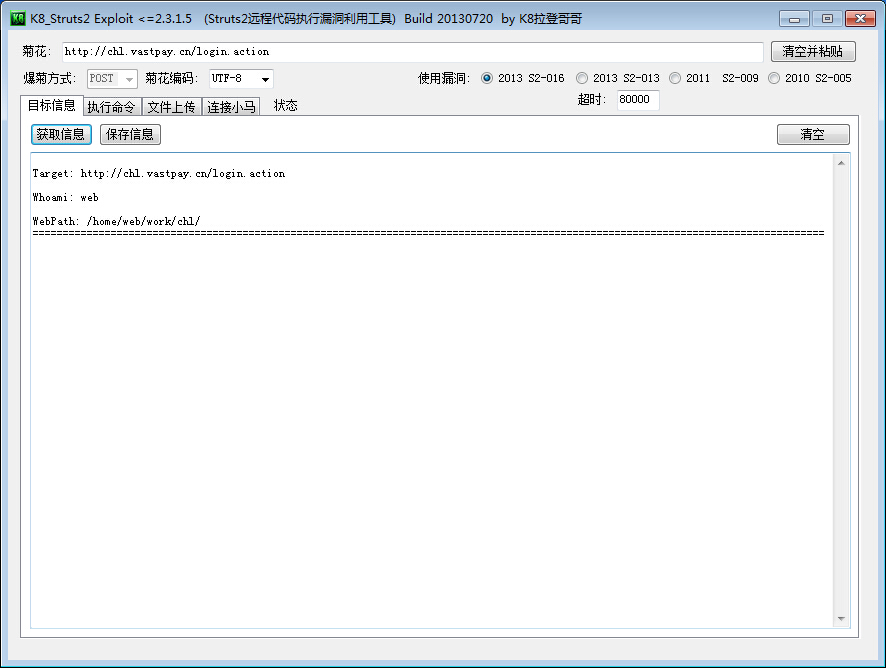 K8_Struts2 Exploit <=2.3.1.5 (Struts2远程代码执行漏洞利用工具) Build 20130720 by K8拉登哥哥
菊花: http://chl.vastpay.cn/login.action 清空并粘贴
爆菊方式: POST 菊花编码: UTF-8 使用漏洞: 2013 S2-016 2013 S2-013 2011 S2-009 2010 S2-005
超时: 80000
目标信息 执行命令 文件上传 连接小马 状态
获取信息 保存信息 清空
Target: http://chl.vastpay.cn/login.action
Whoami: web
WebPath: /home/web/work/chl/
====================================================================================================================================